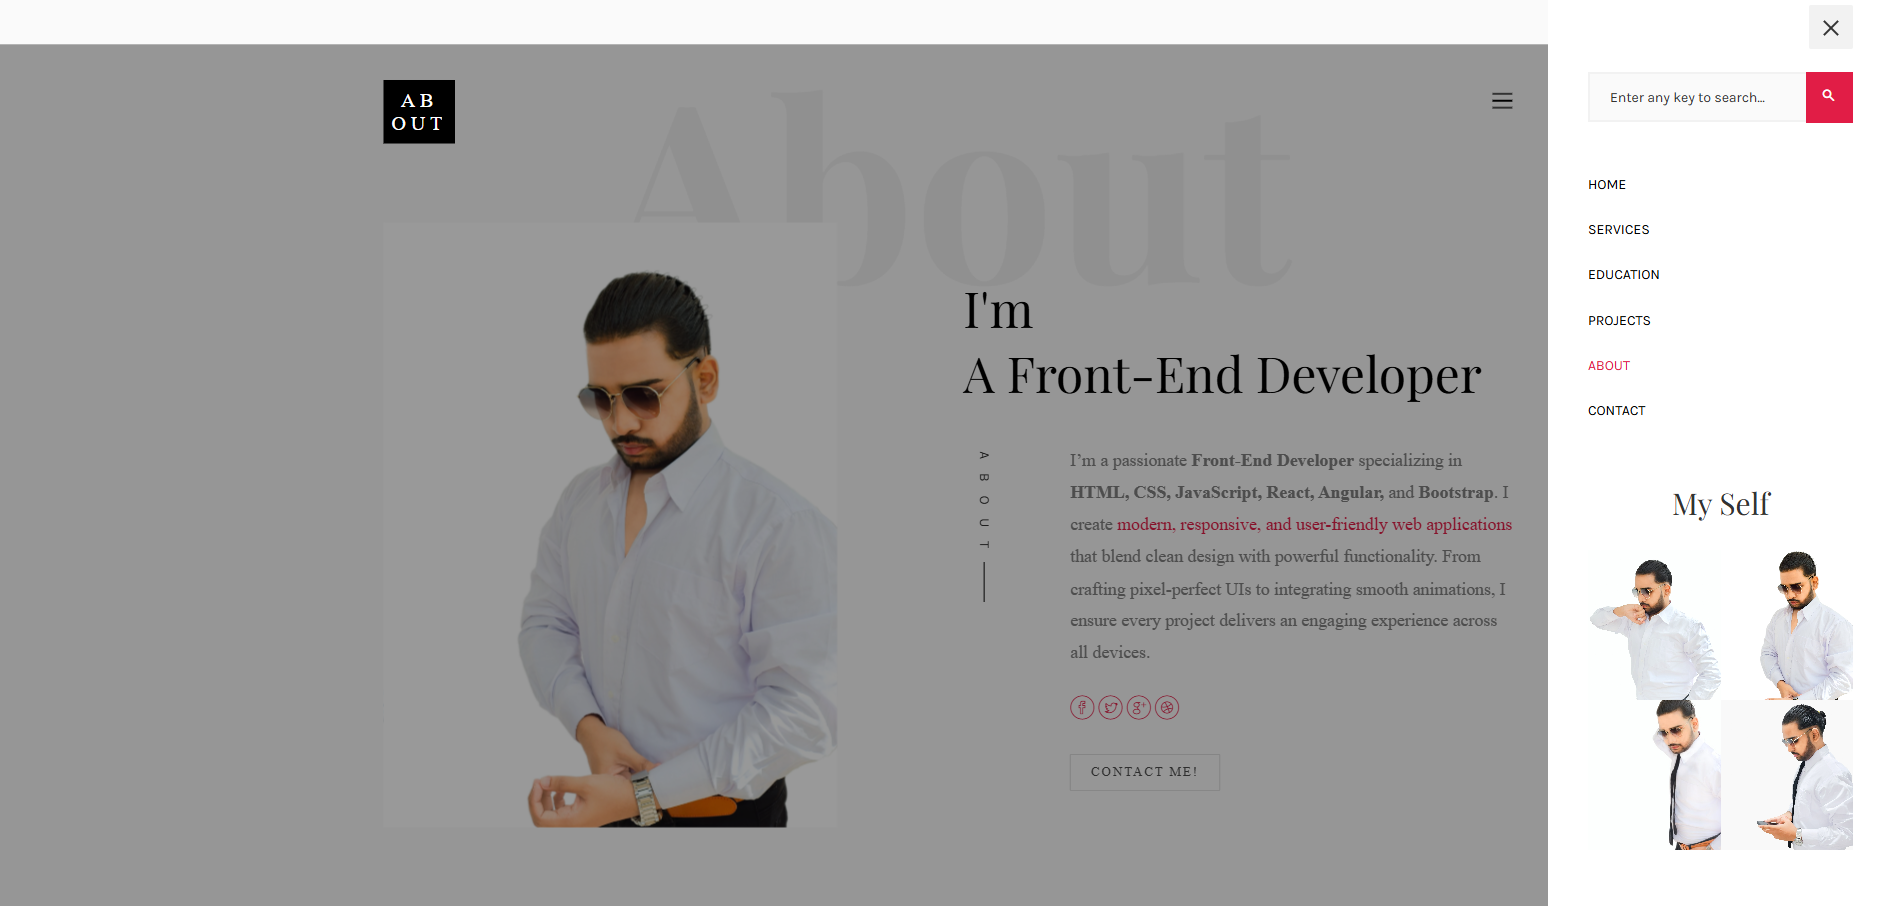 AB
OUT
About
I'm
A Front-End Developer
ABOUT
I’m a passionate Front-End Developer specializing in
HTML, CSS, JavaScript, React, Angular, and Bootstrap. I
create modern, responsive, and user-friendly web applications
that blend clean design with powerful functionality. From
crafting pixel-perfect UIs to integrating smooth animations, I
ensure every project delivers an engaging experience across
all devices.
CONTACT ME!
Enter any key to search...
HOME
SERVICES
EDUCATION
PROJECTS
ABOUT
CONTACT
My Self